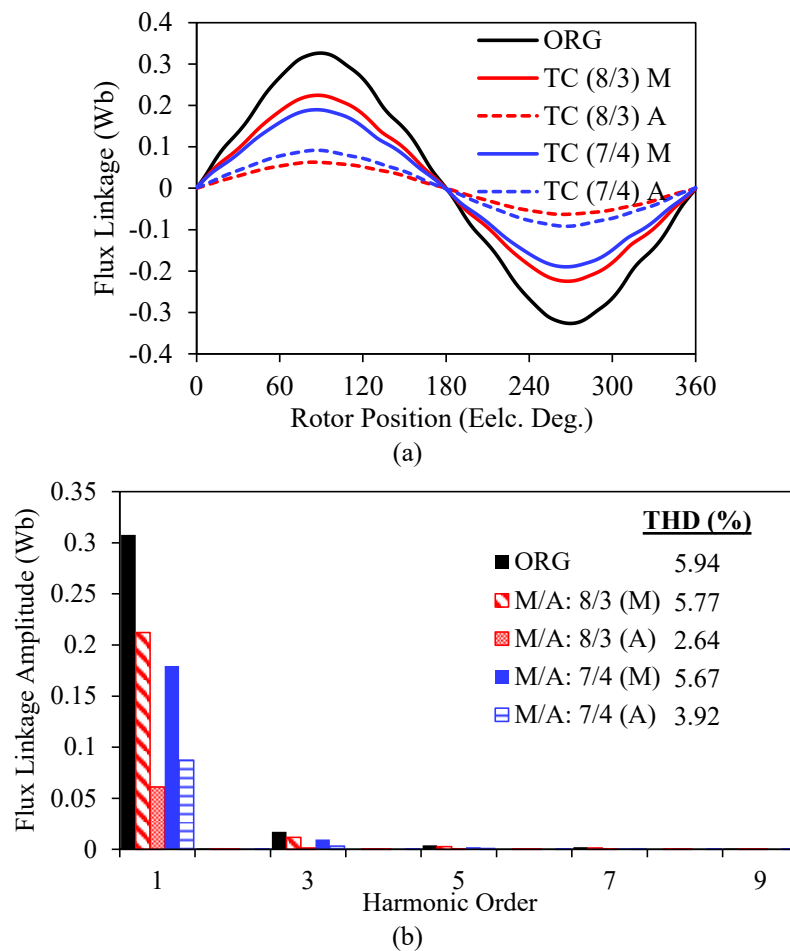 0.4
0.3
0.2
0.1
0
-0.1
-0.2
-0.3
-0.4
Flux Linkage (Wb)
ORG
TC (8/3) M
TC (8/3) A
TC (7/4) M
TC (7/4) A
0 60 120 180 240 300 360
Rotor Position (Eelc. Deg.)
(a)
0.35
0.3
0.25
0.2
0.15
0.1
0.05
0
Flux Linkage Amplitude (Wb)
THD (%)
ORG 5.94
M/A: 8/3 (M) 5.77
M/A: 8/3 (A) 2.64
M/A: 7/4 (M) 5.67
M/A: 7/4 (A) 3.92
1 3 5 7 9
Harmonic Order
(b)